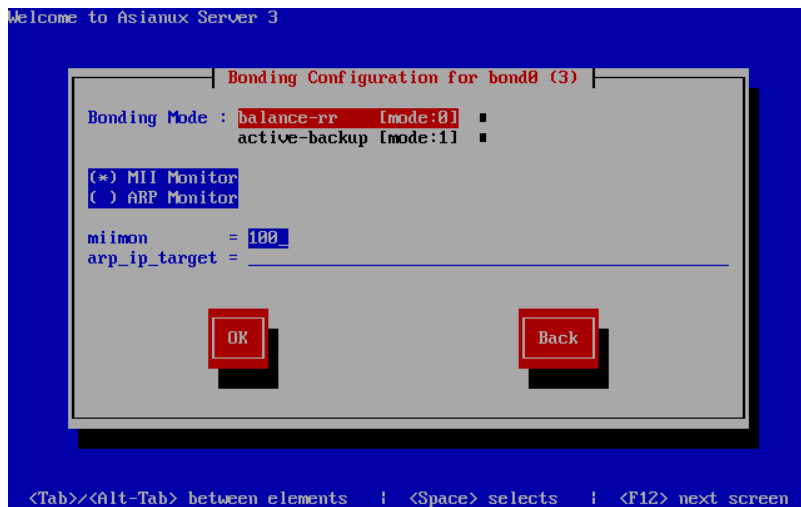 Welcome to Asianux Server 3
Bonding Configuration for bond0 (3)
Bonding Mode : balance-rr [mode:0]
active-backup [mode:1]
(*) MII Monitor
( ) ARP Monitor
miimon = 100_
arp_ip_target = 
OK Back
<Tab>/<Alt-Tab> between elements | <Space> selects | <F12> next screen